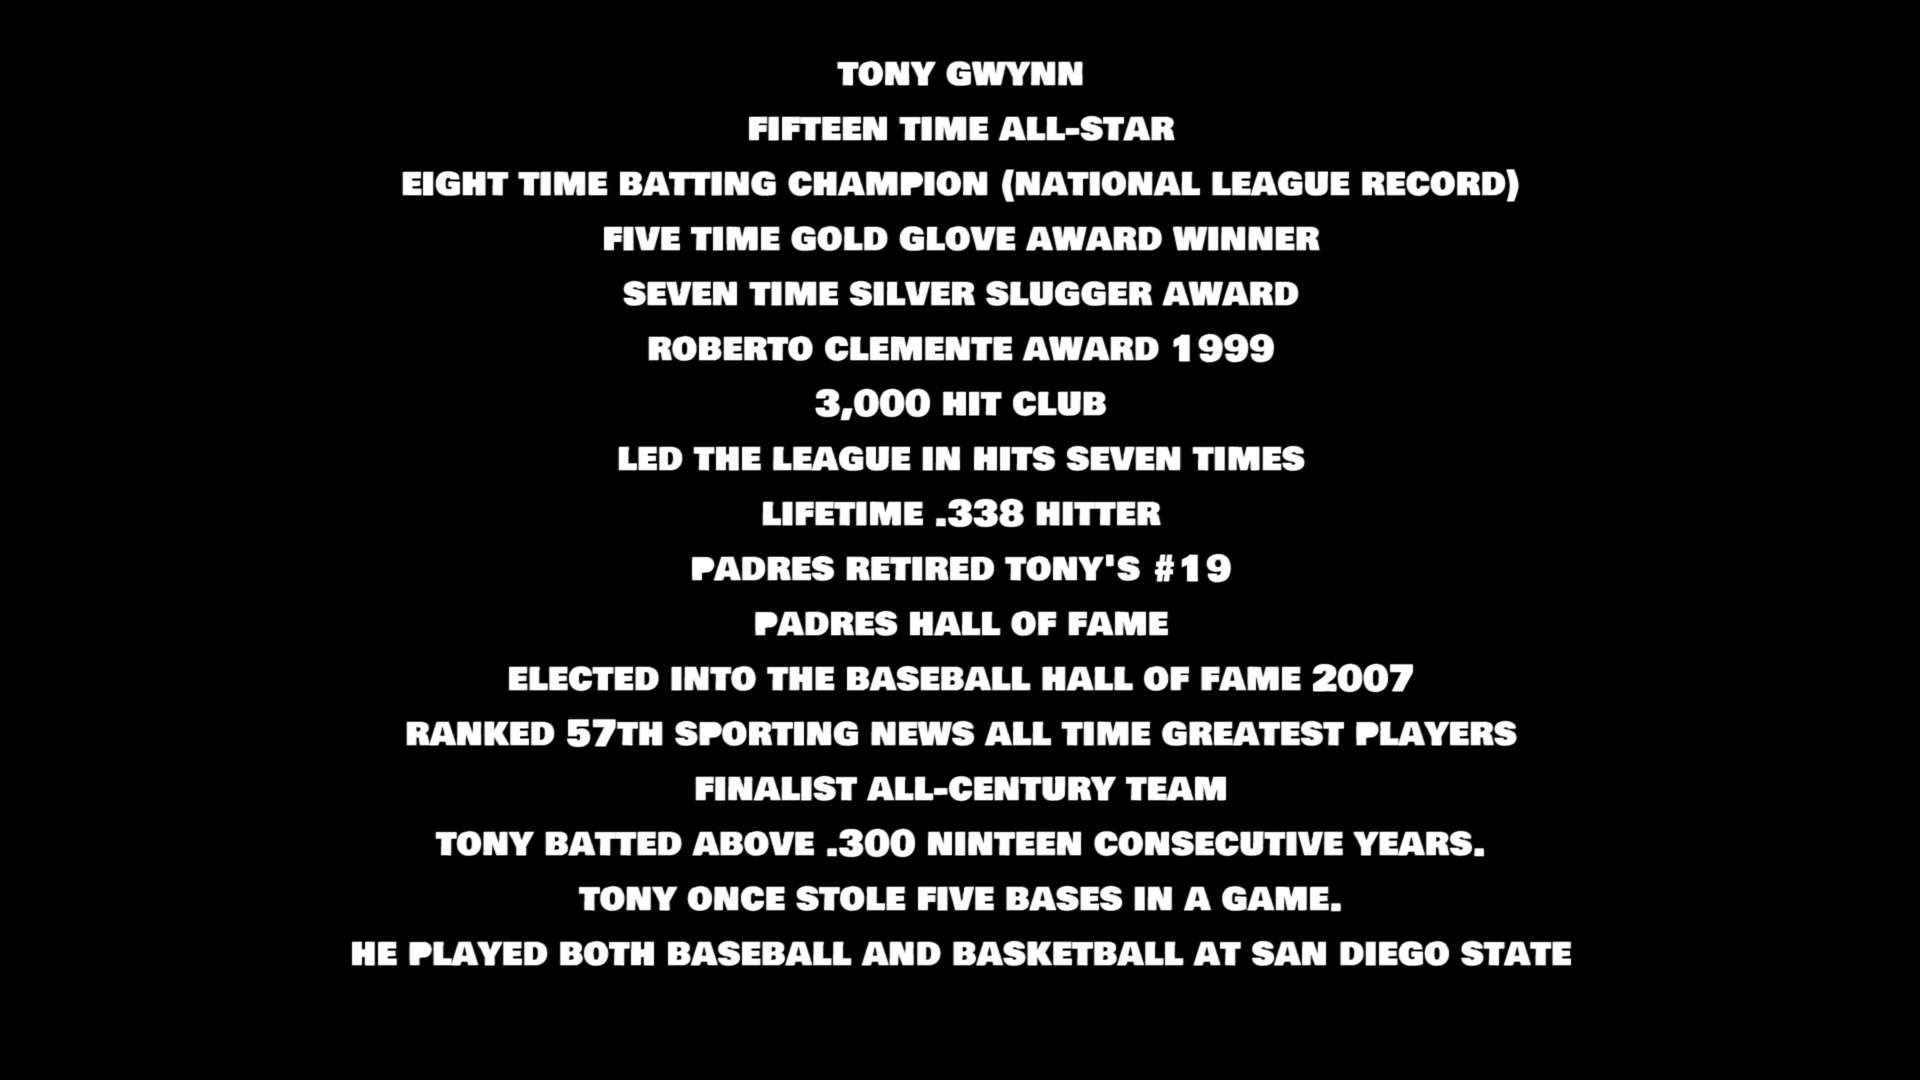 TONY GWYNN
FIFTEEN TIME ALL-STAR
EIGHT TIME BATTING CHAMPION (NATIONAL LEAGUE RECORD)
FIVE TIME GOLD GLOVE AWARD WINNER
SEVEN TIME SILVER SLUGGER AWARD
ROBERTO CLEMENTE AWARD 1999
3,000 HIT CLUB
LED THE LEAGUE IN HITS SEVEN TIMES
LIFETIME .338 HITTER
PADRES RETIRED TONY'S #19
PADRES HALL OF FAME
ELECTED INTO THE BASEBALL HALL OF FAME 2007
RANKED 57TH SPORTING NEWS ALL TIME GREATEST PLAYERS
FINALIST ALL-CENTURY TEAM
TONY BATTED ABOVE .300 NINTEEN CONSECUTIVE YEARS.
TONY ONCE STOLE FIVE BASES IN A GAME.
HE PLAYED BOTH BASEBALL AND BASKETBALL AT SAN DIEGO STATE